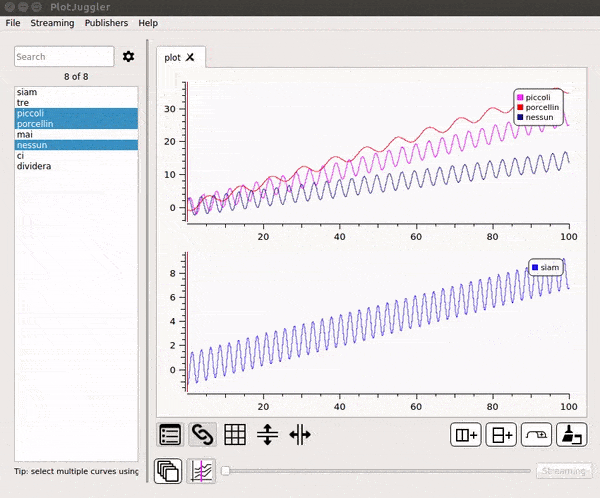 PlotJuggler
File Streaming Publishers Help
Search
8 of 8
siam
tre
piccoli
porcellin
mai
nessun
ci
dividera
Tip: select multiple curves using
plot
piccoli
porcellin
nessun
30
20
10
0
20 40 60 80 100
siam
8
6
4
2
0
20 40 60 80 100
Streaming